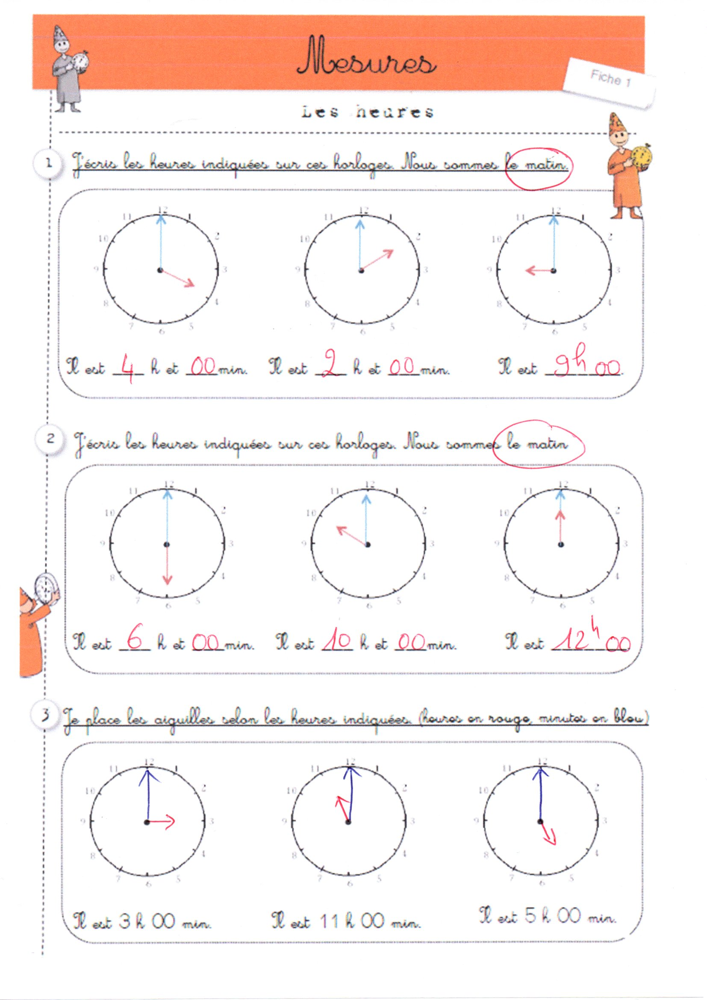 Mesures
Fiche 1
Les heures
1 J'écris les heures indiquées sur ces horloges. Nous sommes le matin.
12 12 12
11 1 11 1 11 1
10 2 10 2 10 2
9 3 9 3 9 3
8 4 8 4 8 4
7 5 7 5 7 5
6 6 6
Il est 4 h et 00 min. Il est 2 h et 00 min. Il est 9h00.
2 J'écris les heures indiquées sur ces horloges. Nous sommes le matin
12 12 12
11 1 11 1 11 1
10 2 10 2 10 2
9 3 9 3 9 3
8 4 8 4 8 4
7 5 7 5 7 5
6 6 6
Il est 6 h et 00 min. Il est 10 h et 00 min. Il est 12h00
3 Je place les aiguilles selon les heures indiquées. (heures en rouge, minutes en bleu)
12 12 12
11 1 11 1 11 1
10 2 10 2 10 2
9 3 9 3 9 3
8 4 8 4 8 4
7 5 7 5 7 5
6 6 6
Il est 3 h 00 min. Il est 11 h 00 min. Il est 5 h 00 min.